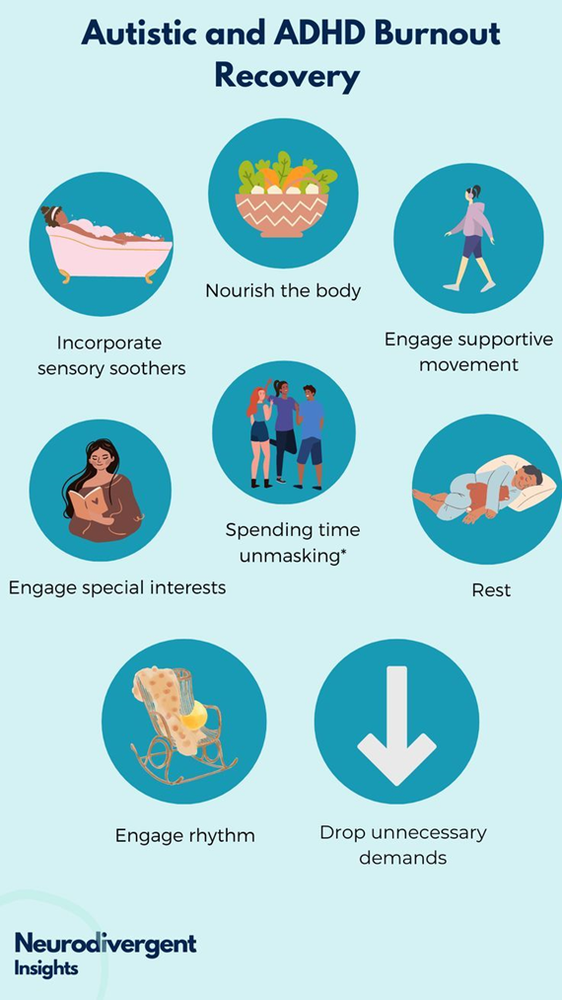 Autistic and ADHD Burnout
Recovery
Nourish the body
Incorporate
sensory soothers
Engage supportive
movement
Spending time
unmasking*
Engage special interests
Rest
Engage rhythm
Drop unnecessary
demands
Neurodivergent
Insights